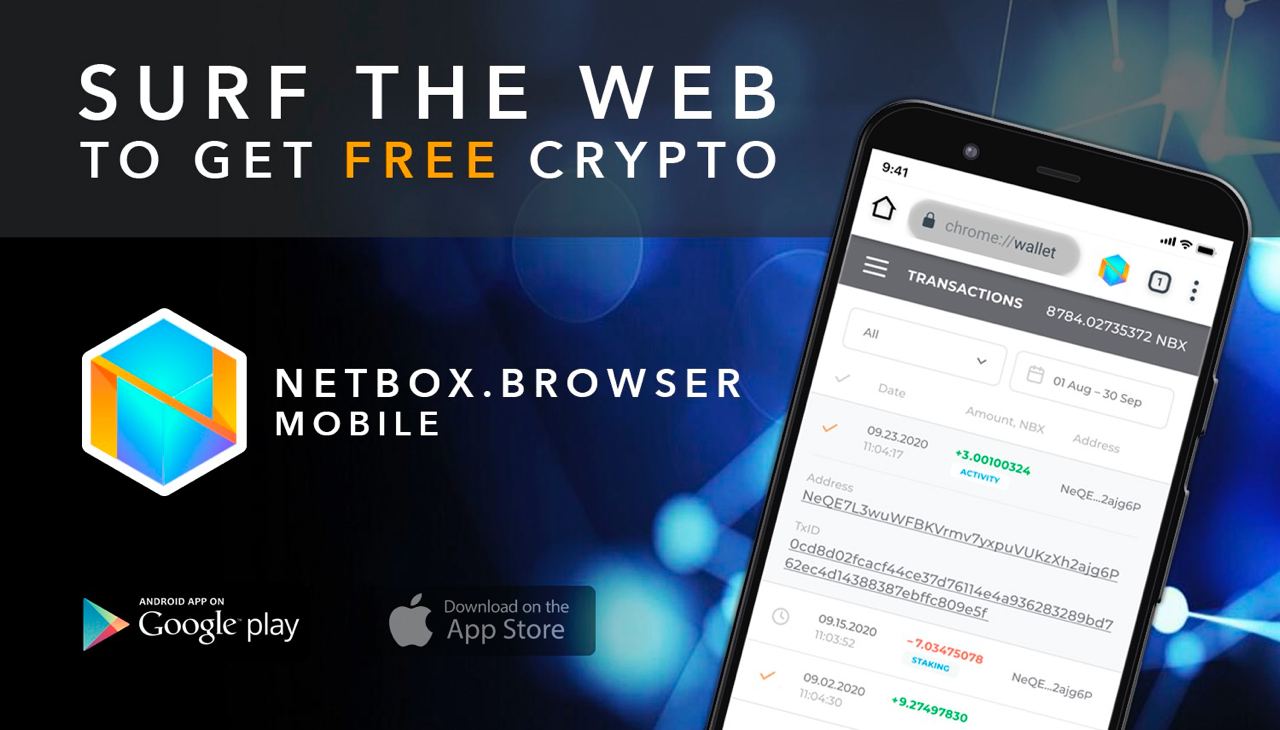 SURF THE WEB
TO GET FREE CRYPTO
NETBOX.BROWSER
MOBILE
ANDROID APP ON
Google play
Download on the
App Store
9:41
chrome://wallet
1
TRANSACTIONS 8784.02735372 NBX
All
01 Aug – 30 Sep
Date Amount, NBX Address
09.23.2020 +3.00100324 NeQE...2ajg6P
11:04:17 ACTIVITY
Address
NeQE7L3wuWFBKVrmv7yxpuVUKzXh2ajg6P
TxID
0cd8d02fcacf44ce37d76114e4a936283289bd7
62ec4d14388387ebffc809e5f
09.15.2020 −7.03475078 NeQE...2ajg6P
11:03:52 STAKING
09.02.2020 +9.27497830
11:04:30